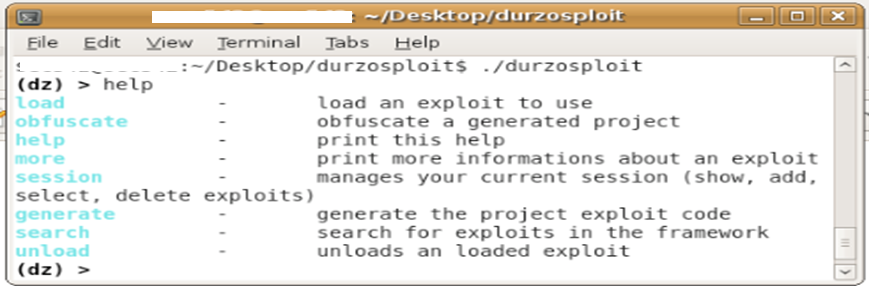 : ~/Desktop/durzosploit
File Edit View Terminal Tabs Help
:~/Desktop/durzosploit$ ./durzosploit
(dz) > help
load - load an exploit to use
obfuscate - obfuscate a generated project
help - print this help
more - print more informations about an exploit
session - manages your current session (show, add,
select, delete exploits)
generate - generate the project exploit code
search - search for exploits in the framework
unload - unloads an loaded exploit
(dz) >